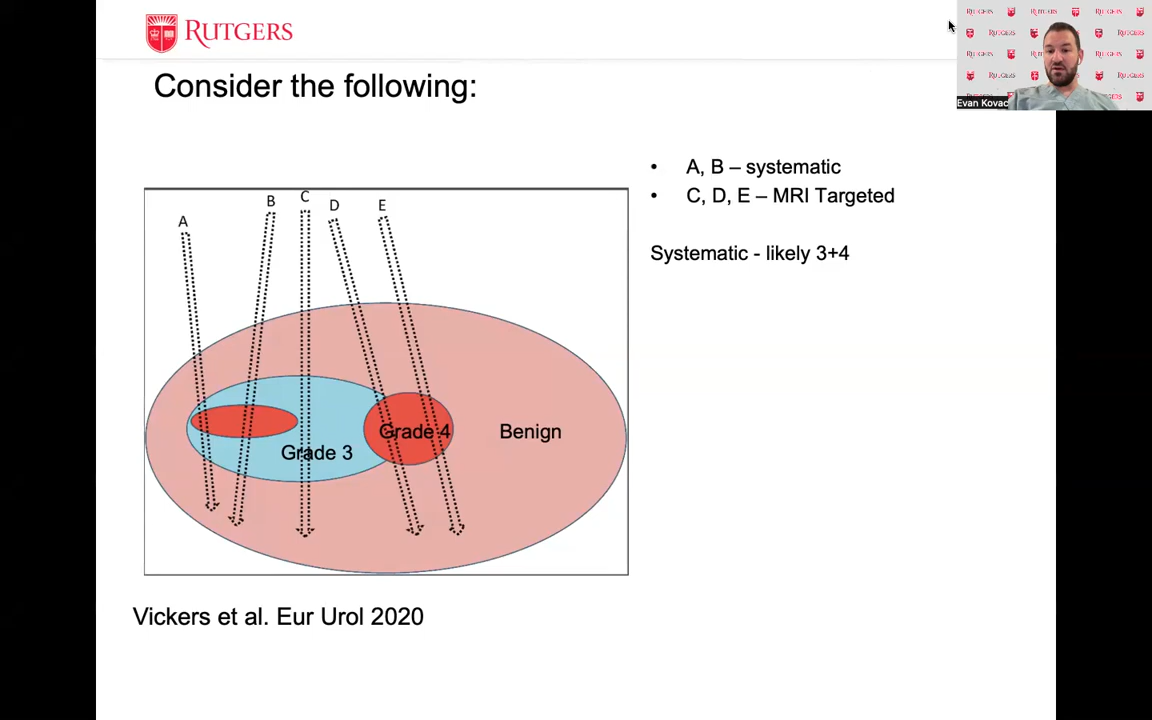 RUTGERS
Consider the following:
Evan Kovac
• A, B – systematic
• C, D, E – MRI Targeted
Systematic - likely 3+4
A
B
C
D
E
Grade 4
Benign
Grade 3
Vickers et al. Eur Urol 2020